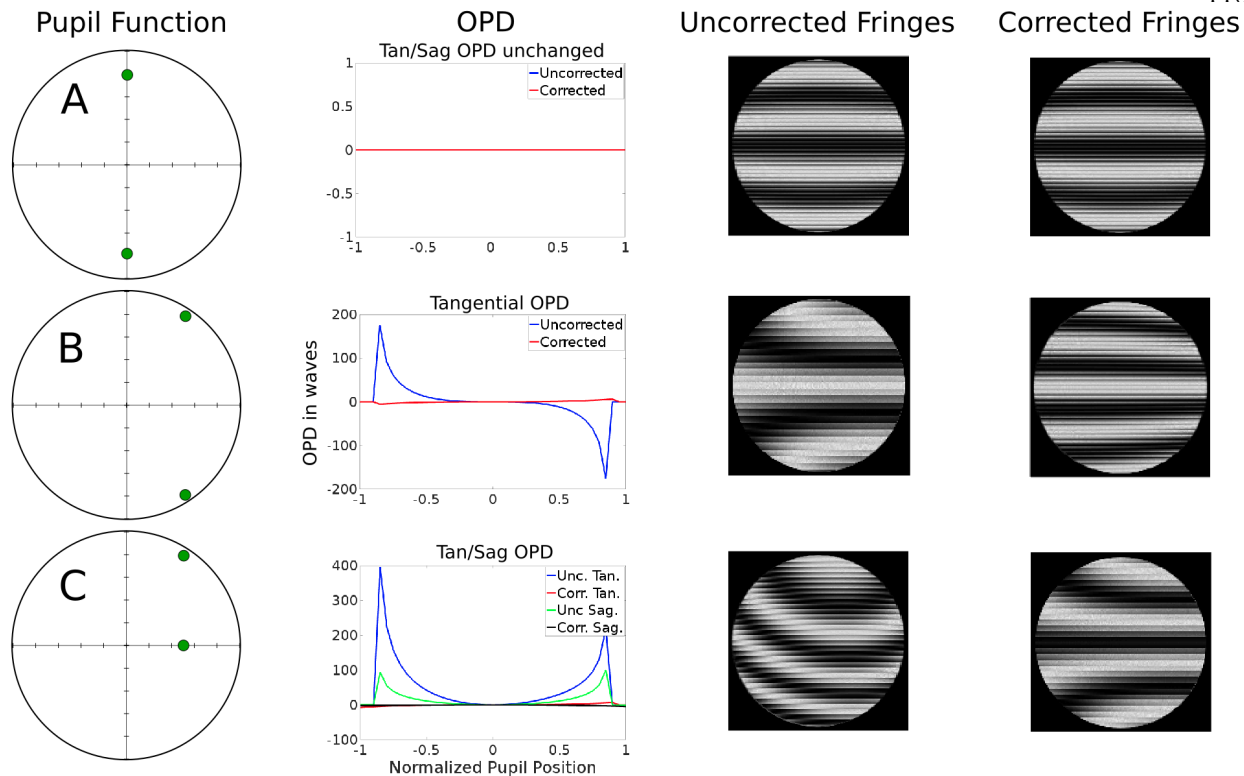 Pupil Function
OPD
Uncorrected Fringes
Corrected Fringes
A
Tan/Sag OPD unchanged
Uncorrected
Corrected
1
0.5
0
-0.5
-1
-1 -0.5 0 0.5 1
B
Tangential OPD
Uncorrected
Corrected
OPD in waves
200
100
0
-100
-200
-1 -0.5 0 0.5 1
C
Tan/Sag OPD
Unc. Tan.
Corr. Tan.
Unc Sag.
Corr. Sag.
400
300
200
100
0
-100
-1 -0.5 0 0.5 1
Normalized Pupil Position